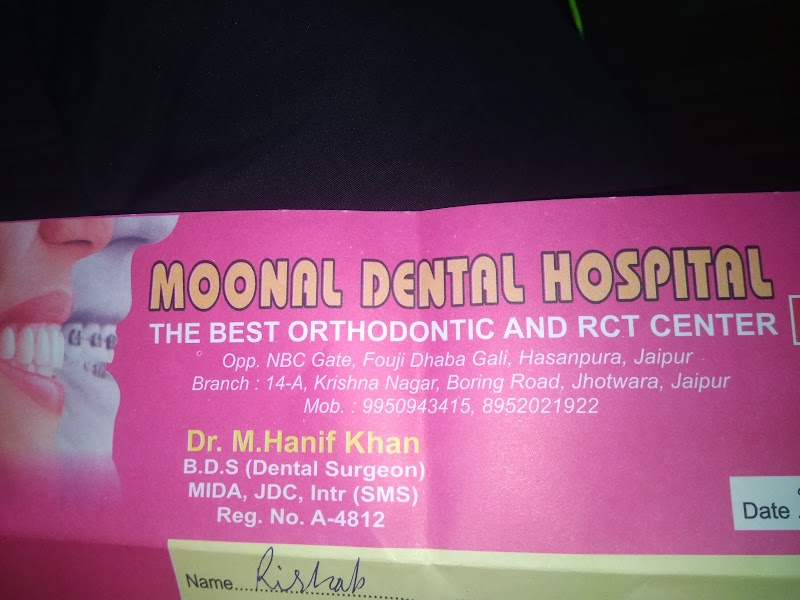 MOONAL DENTAL HOSPITAL
THE BEST ORTHODONTIC AND RCT CENTER
Opp. NBC Gate, Fouji Dhaba Gali, Hasanpura, Jaipur
Branch : 14-A, Krishna Nagar, Boring Road, Jhotwara, Jaipur
Mob. : 9950943415, 8952021922
Dr. M.Hanif Khan
B.D.S (Dental Surgeon)
MIDA, JDC, Intr (SMS)
Reg. No. A-4812
Date
Name.... Rishab